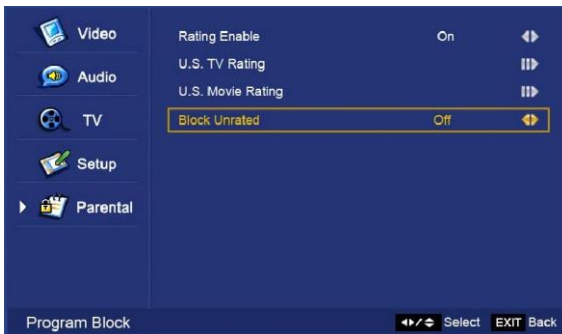 Video
Audio
TV
Setup
Parental
Rating Enable On
U.S. TV Rating
U.S. Movie Rating
Block Unrated Off
Program Block Select EXIT Back